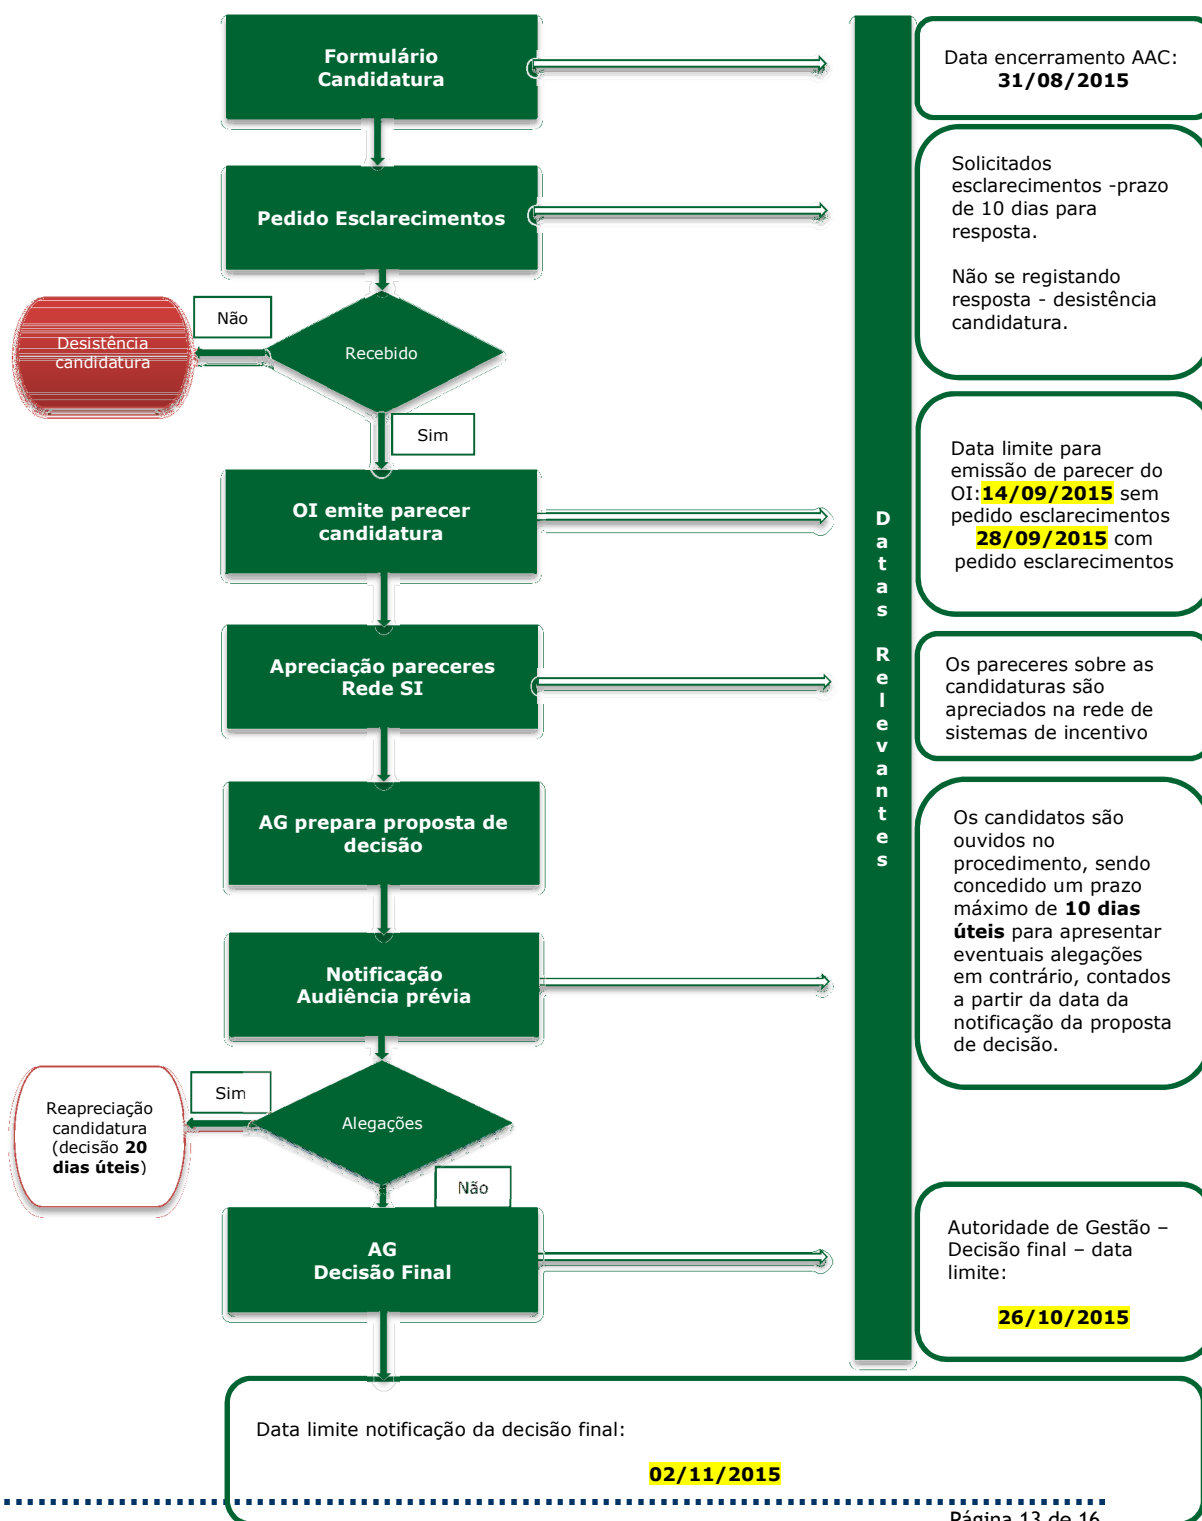 Formulário
Candidatura
Data encerramento AAC:
31/08/2015
Pedido Esclarecimentos
Solicitados
esclarecimentos -prazo
de 10 dias para
resposta.
Não se registando
resposta - desistência
candidatura.
Não
Desistência
candidatura
Recebido
Sim
OI emite parecer
candidatura
Data limite para
emissão de parecer do
OI:14/09/2015 sem
pedido esclarecimentos
28/09/2015 com
pedido esclarecimentos
Datas Relevantes
Apreciação pareceres
Rede SI
Os pareceres sobre as
candidaturas são
apreciados na rede de
sistemas de incentivo
AG prepara proposta de
decisão
Os candidatos são
ouvidos no
procedimento, sendo
concedido um prazo
máximo de 10 dias
úteis para apresentar
eventuais alegações
em contrário, contados
a partir da data da
notificação da proposta
de decisão.
Notificação
Audiência prévia
Sim
Reapreciação
candidatura
(decisão 20
dias úteis)
Alegações
Não
AG
Decisão Final
Autoridade de Gestão –
Decisão final – data
limite:
26/10/2015
Data limite notificação da decisão final:
02/11/2015
Página 13 de 16